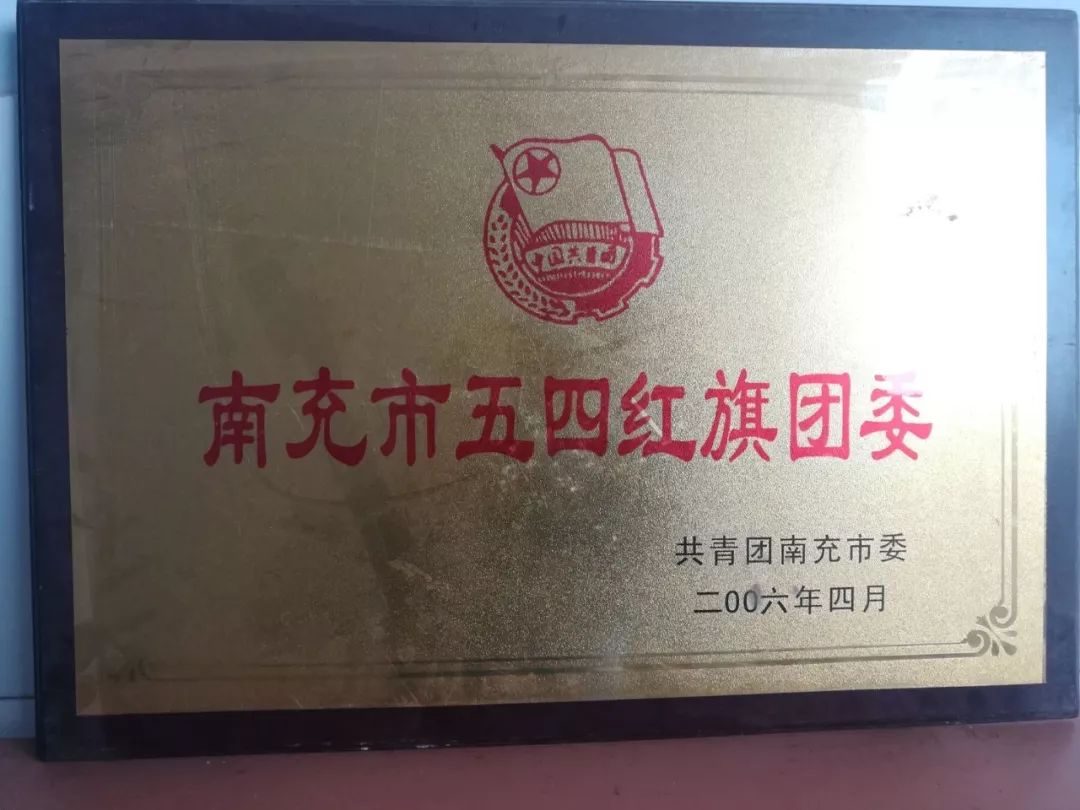 南充市五四红旗团委
共青团南充市委
二00六年四月